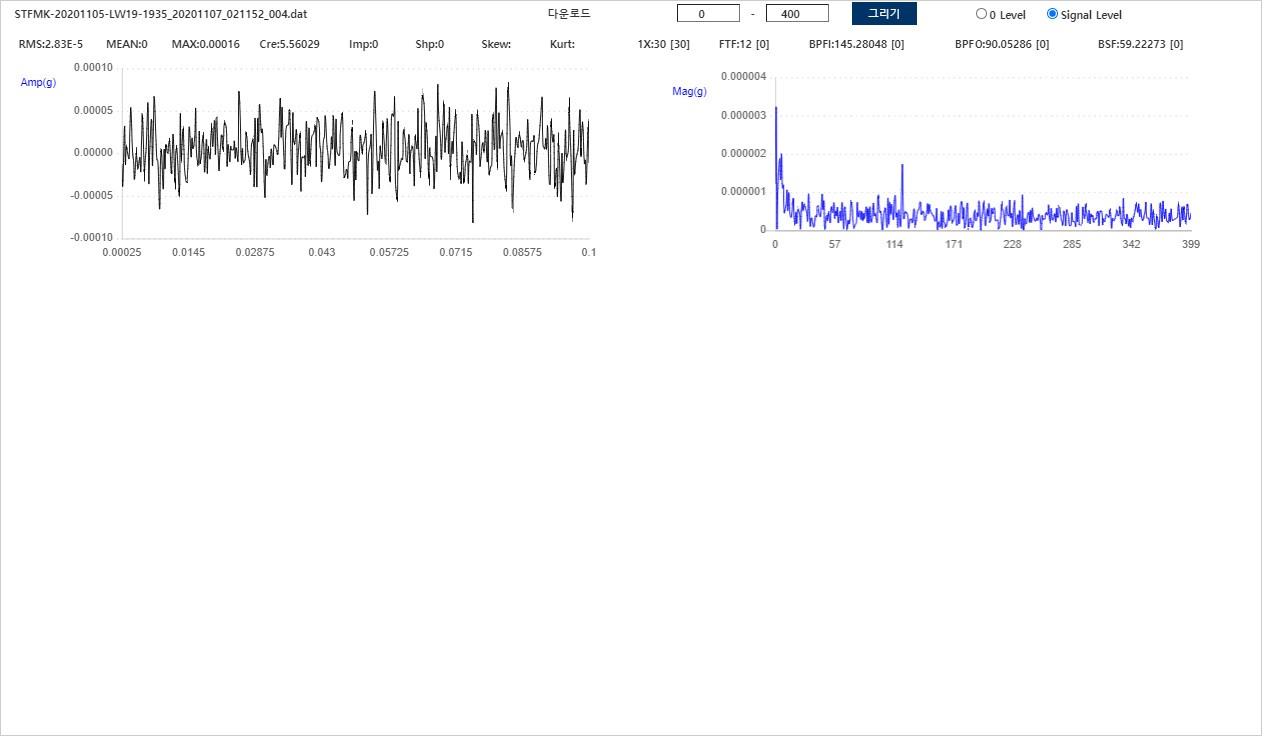 STFMK-20201105-LW19-1935_20201107_021152_004.dat 다운로드 0 - 400 그리기 0 Level Signal Level
RMS:2.83E-5 MEAN:0 MAX:0.00016 Cre:5.56029 Imp:0 Shp:0 Skew: Kurt: 1X:30 [30] FTF:12 [0] BPFI:145.28048 [0] BPFO:90.05286 [0] BSF:59.22273 [0]
Amp(g)
0.00010
0.00005
0.00000
-0.00005
-0.00010
0.00025 0.0145 0.02875 0.043 0.05725 0.0715 0.08575 0.1
Mag(g)
0.000004
0.000003
0.000002
0.000001
0
0 57 114 171 228 285 342 399